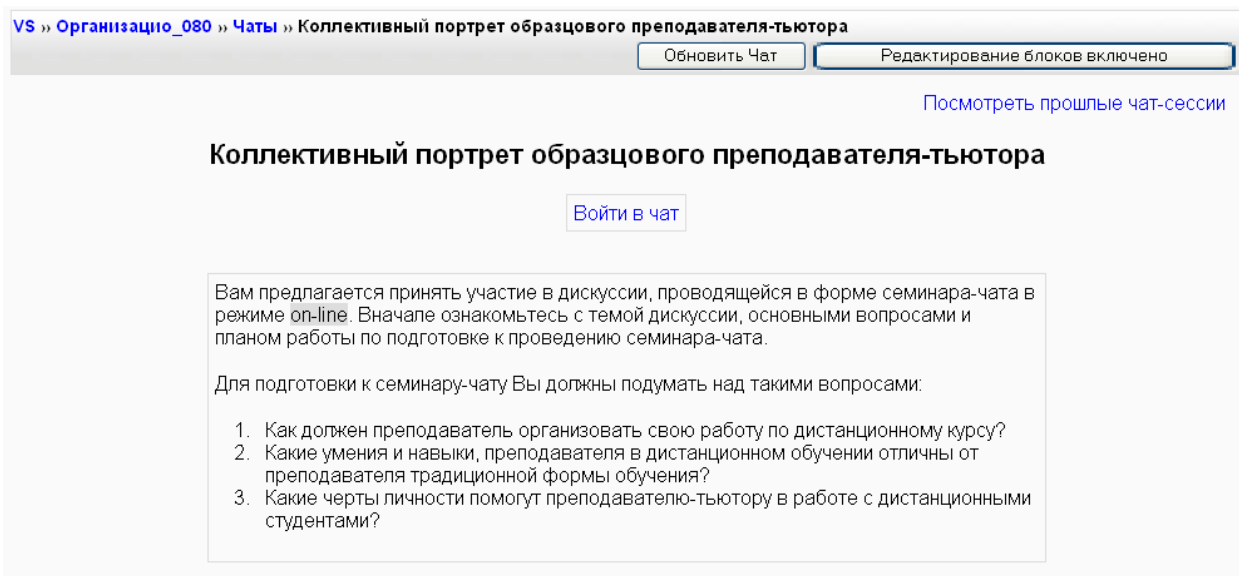 VS » Организацио_080 » Чаты » Коллективный портрет образцового преподавателя-тьютора
Обновить Чат
Редактирование блоков включено
Посмотреть прошлые чат-сессии
Коллективный портрет образцового преподавателя-тьютора
Войти в чат
Вам предлагается принять участие в дискуссии, проводящейся в форме семинара-чата в
режиме on-line. Вначале ознакомьтесь с темой дискуссии, основными вопросами и
планом работы по подготовке к проведению семинара-чата.
Для подготовки к семинару-чату Вы должны подумать над такими вопросами:
1. Как должен преподаватель организовать свою работу по дистанционному курсу?
2. Какие умения и навыки, преподавателя в дистанционном обучении отличны от
преподавателя традиционной формы обучения?
3. Какие черты личности помогут преподавателю-тьютору в работе с дистанционными
студентами?